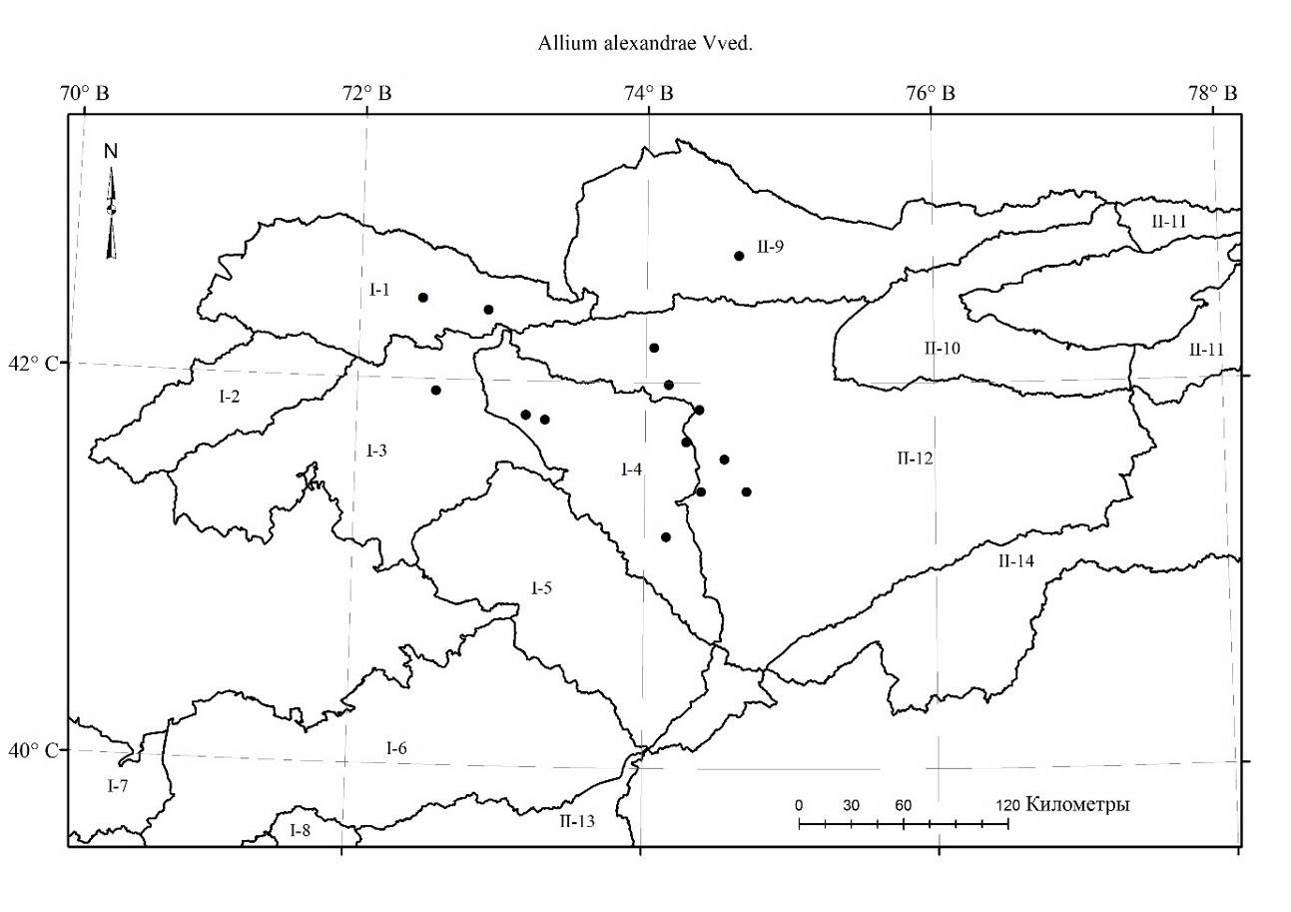 Allium alexandrae Vved.
70° В 72° В 74° В 76° В 78° В
N
II-11
II-9
I-1
II-10
II-11
42° С
I-2
I-3
I-4
II-12
II-14
I-5
I-6
40° С
I-7
0 30 60 120 Километры
I-8
II-13